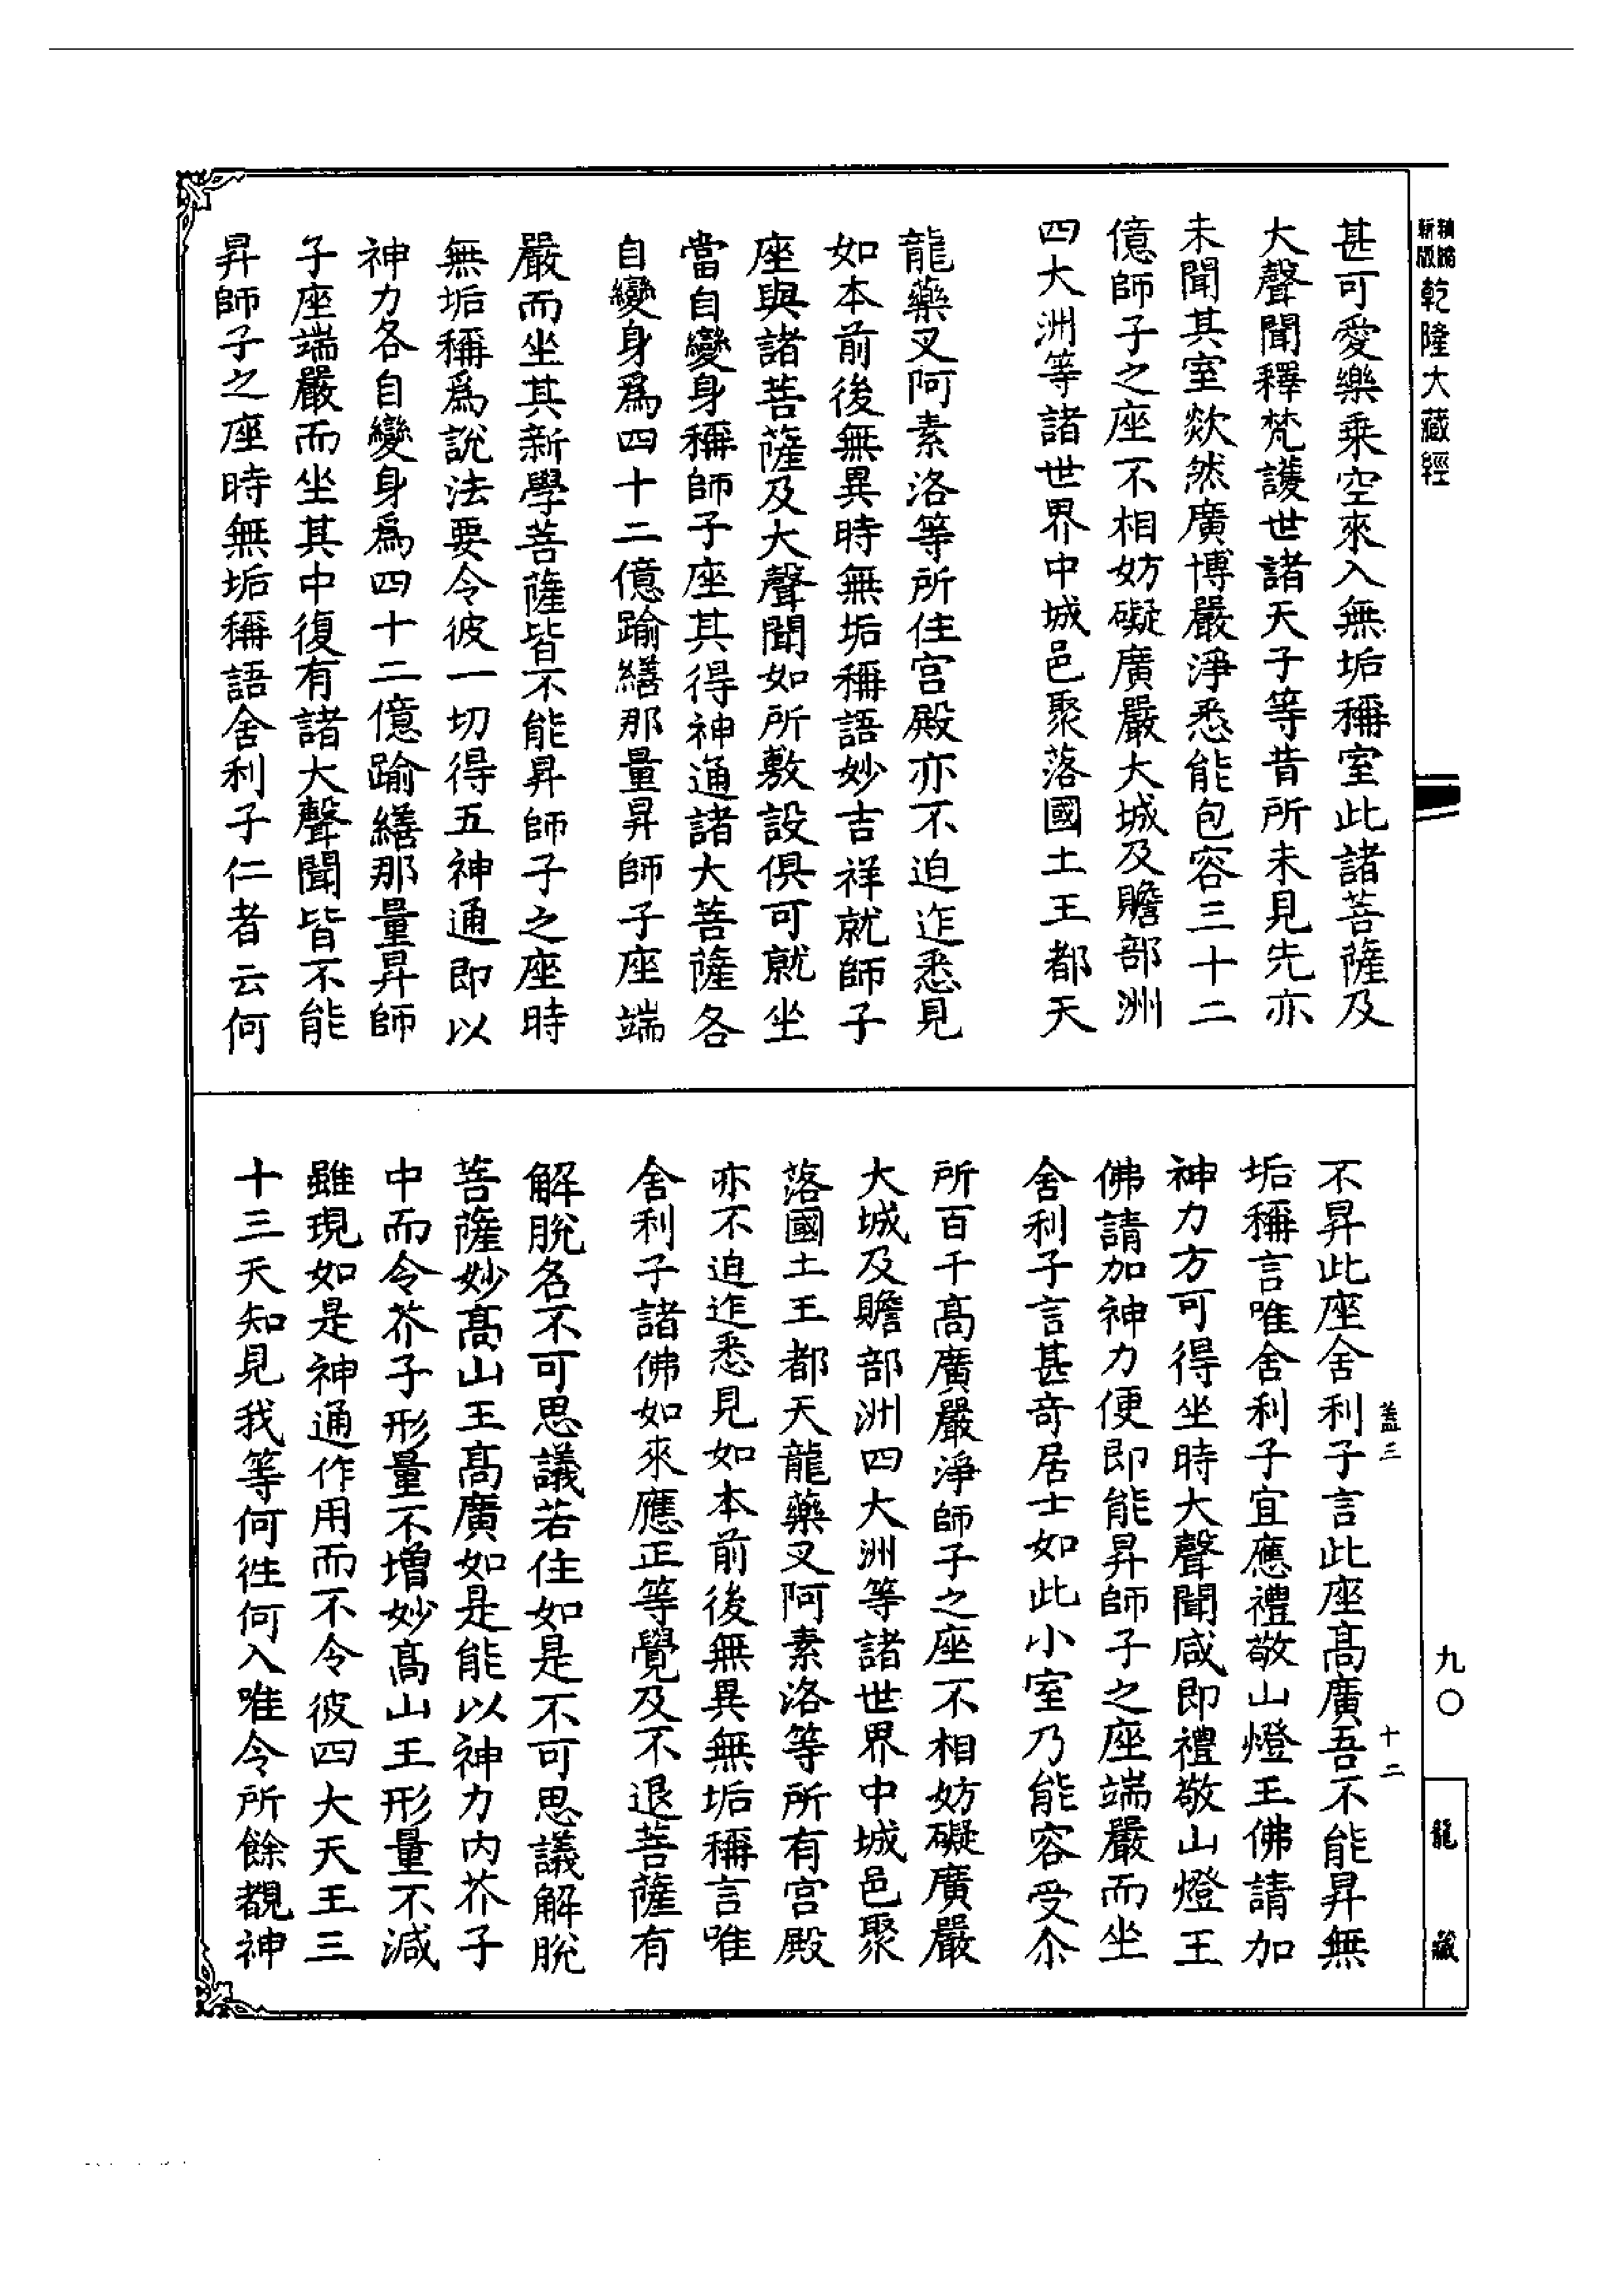 精縮
新版
乾隆大藏經
甚可愛樂乗空來入無垢稱室此諸菩薩及
大聲聞釋梵護世諸天子等昔所未見先亦
未聞其室欻然廣博嚴淨悉能包容三十二
億師子之座不相妨礙廣嚴大城及贍部洲
四大洲等諸世界中城邑聚落國土王都天
龍藥叉阿素洛等所住宫殿亦不迫迮悉見
如本前後無異時無垢稱語妙吉祥就師子
座與諸菩薩及大聲聞如所敷設俱可就坐
當自變身稱師子座其得神通諸大菩薩各
自變身爲四十二億踰繕那量昇師子座端
嚴而坐其新學菩薩皆不能昇師子之座時
無垢稱爲說法要令彼一切得五神通即以
神力各自變身爲四十二億踰繕那量昇師
子座端嚴而坐其中復有諸大聲聞皆不能
昇師子之座時無垢稱語舍利子仁者云何
蓋三
十二
不昇此座舍利子言此座髙廣吾不能昇無
垢稱言唯舍利子宜應禮敬山燈王佛請加
神力方可得坐時大聲聞咸即禮敬山燈王
佛請加神力便即能昇師子之座端嚴而坐
舍利子言甚奇居士如此小室乃能容受尒
所百千高廣嚴淨師子之座不相妨礙廣嚴
大城及贍部洲四大洲等諸世界中城邑聚
落國土王都天龍藥叉阿素洛等所有宫殿
亦不迫迮悉見如本前後無異無垢稱言唯
舍利子諸佛如來應正等覺及不退菩薩有
解脫名不可思議若住如是不可思議解脫
菩薩妙髙山王髙廣如是能以神力内芥子
中而令芥子形量不增妙髙山王形量不減
雖現如是神通作用而不令彼四大天王三
十三天知見我等何徃何入唯令所餘覩神
九〇
龍藏